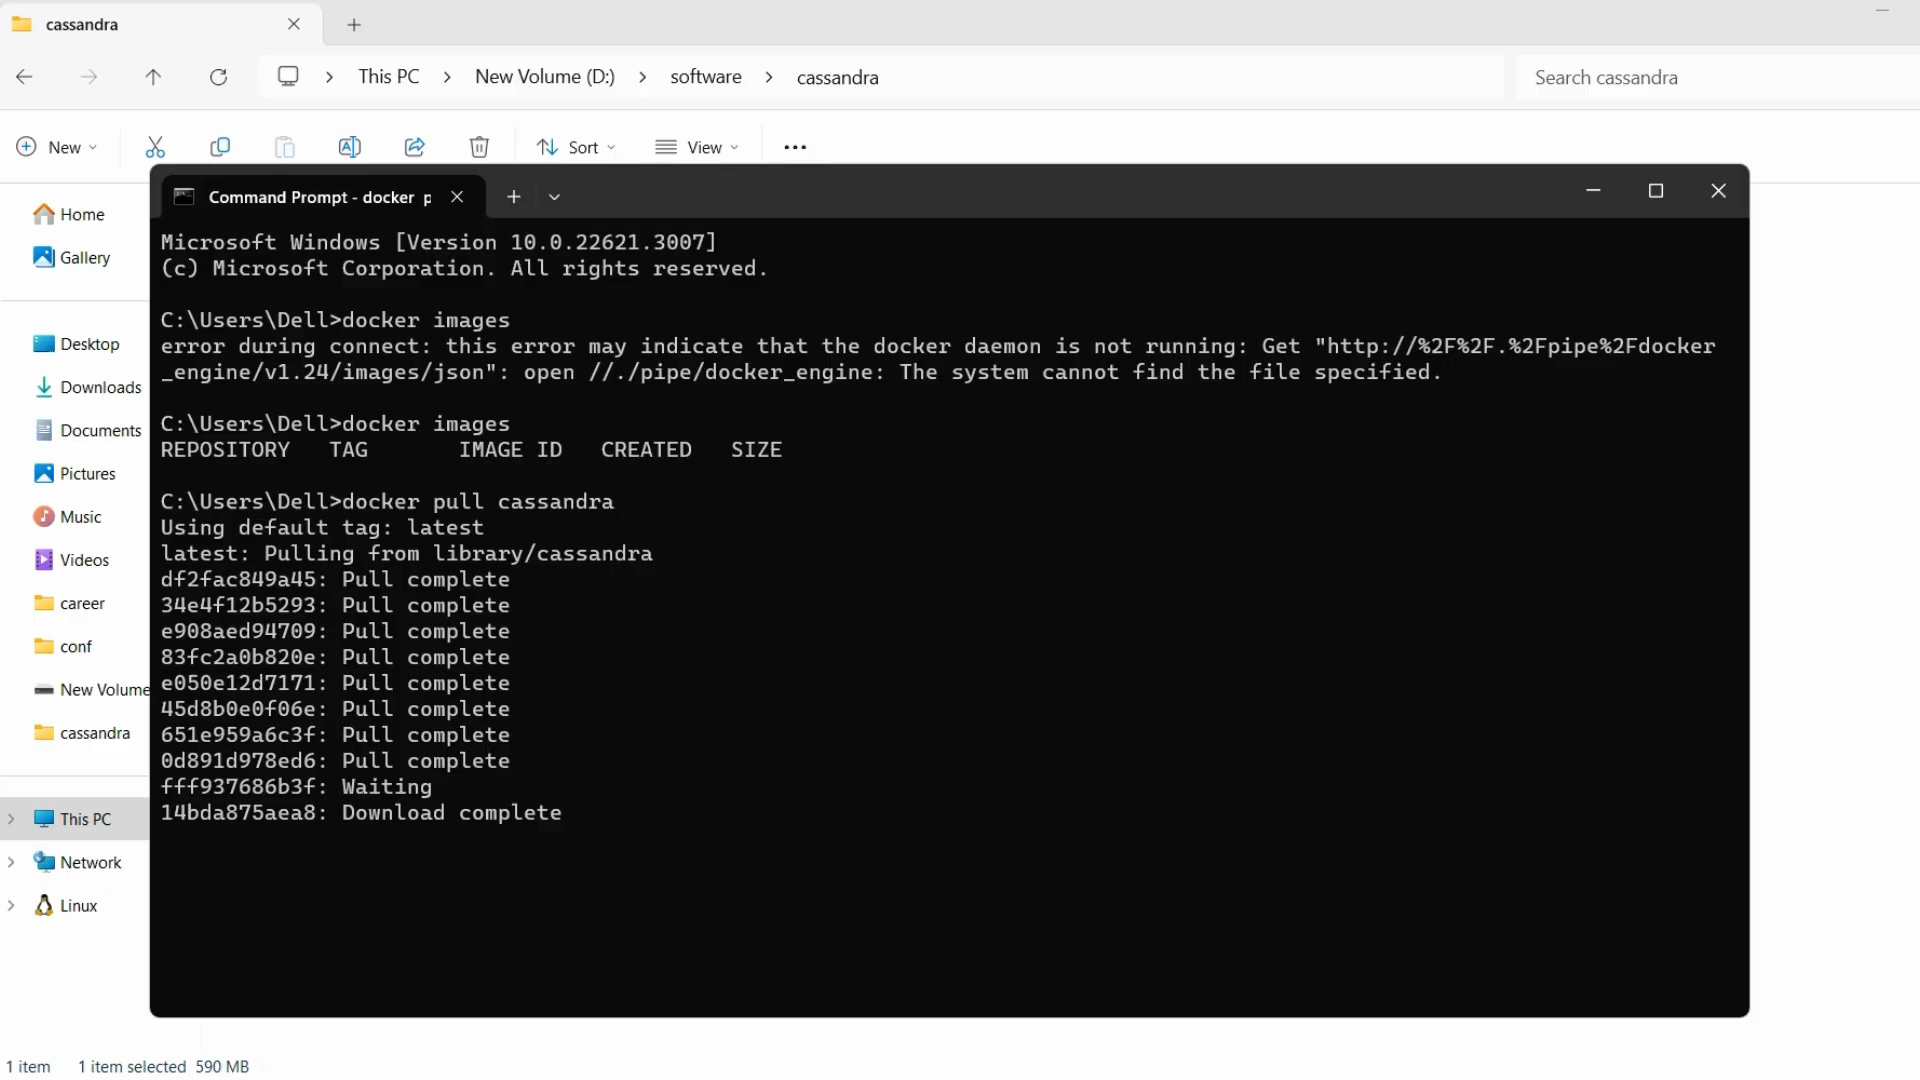 cassandra
This PC > New Volume (D:) > software > cassandra
Search cassandra
New
Sort
View
Command Prompt - docker p
Home
Gallery
Desktop
Downloads
Documents
Pictures
Music
Videos
career
conf
New Volume
cassandra
This PC
Network
Linux
Microsoft Windows [Version 10.0.22621.3007]
(c) Microsoft Corporation. All rights reserved.
C:\Users\Dell>docker images
error during connect: this error may indicate that the docker daemon is not running: Get "http://%2F%2F.%2Fpipe%2Fdocker
_engine/v1.24/images/json": open //./pipe/docker_engine: The system cannot find the file specified.
C:\Users\Dell>docker images
REPOSITORY   TAG       IMAGE ID   CREATED   SIZE
C:\Users\Dell>docker pull cassandra
Using default tag: latest
latest: Pulling from library/cassandra
df2fac849a45: Pull complete
34e4f12b5293: Pull complete
e908aed94709: Pull complete
83fc2a0b820e: Pull complete
e050e12d7171: Pull complete
45d8b0e0f06e: Pull complete
651e959a6c3f: Pull complete
0d891d978ed6: Pull complete
fff937686b3f: Waiting
14bda875aea8: Download complete
1 item
1 item selected 590 MB